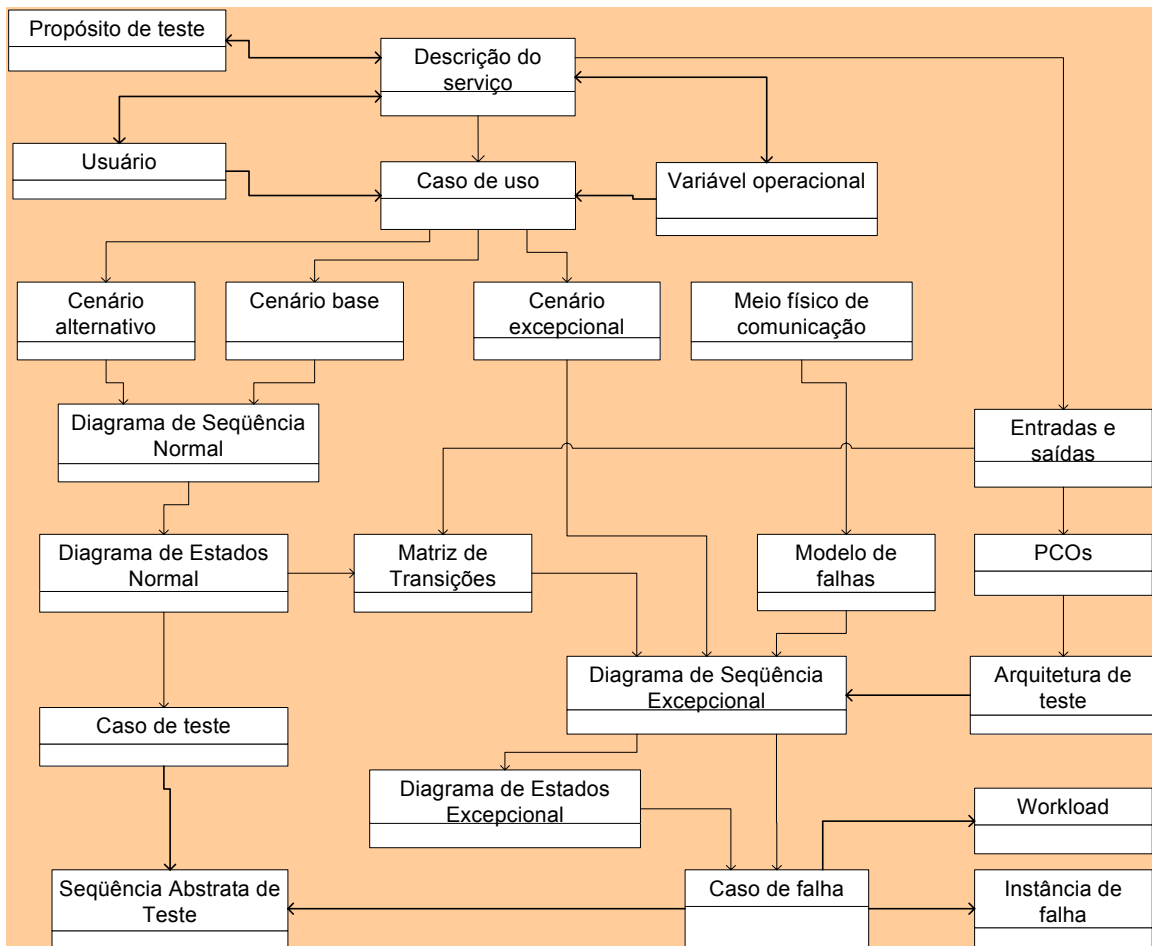 Propósito de teste
Descrição do
serviço
Usuário
Caso de uso
Variável operacional
Cenário
alternativo
Cenário base
Cenário
excepcional
Meio físico de
comunicação
Diagrama de Seqüência
Normal
Entradas e
saídas
Diagrama de Estados
Normal
Matriz de
Transições
Modelo de
falhas
PCOs
Diagrama de Seqüência
Excepcional
Arquitetura de
teste
Caso de teste
Diagrama de Estados
Excepcional
Workload
Seqüência Abstrata de
Teste
Caso de falha
Instância de
falha